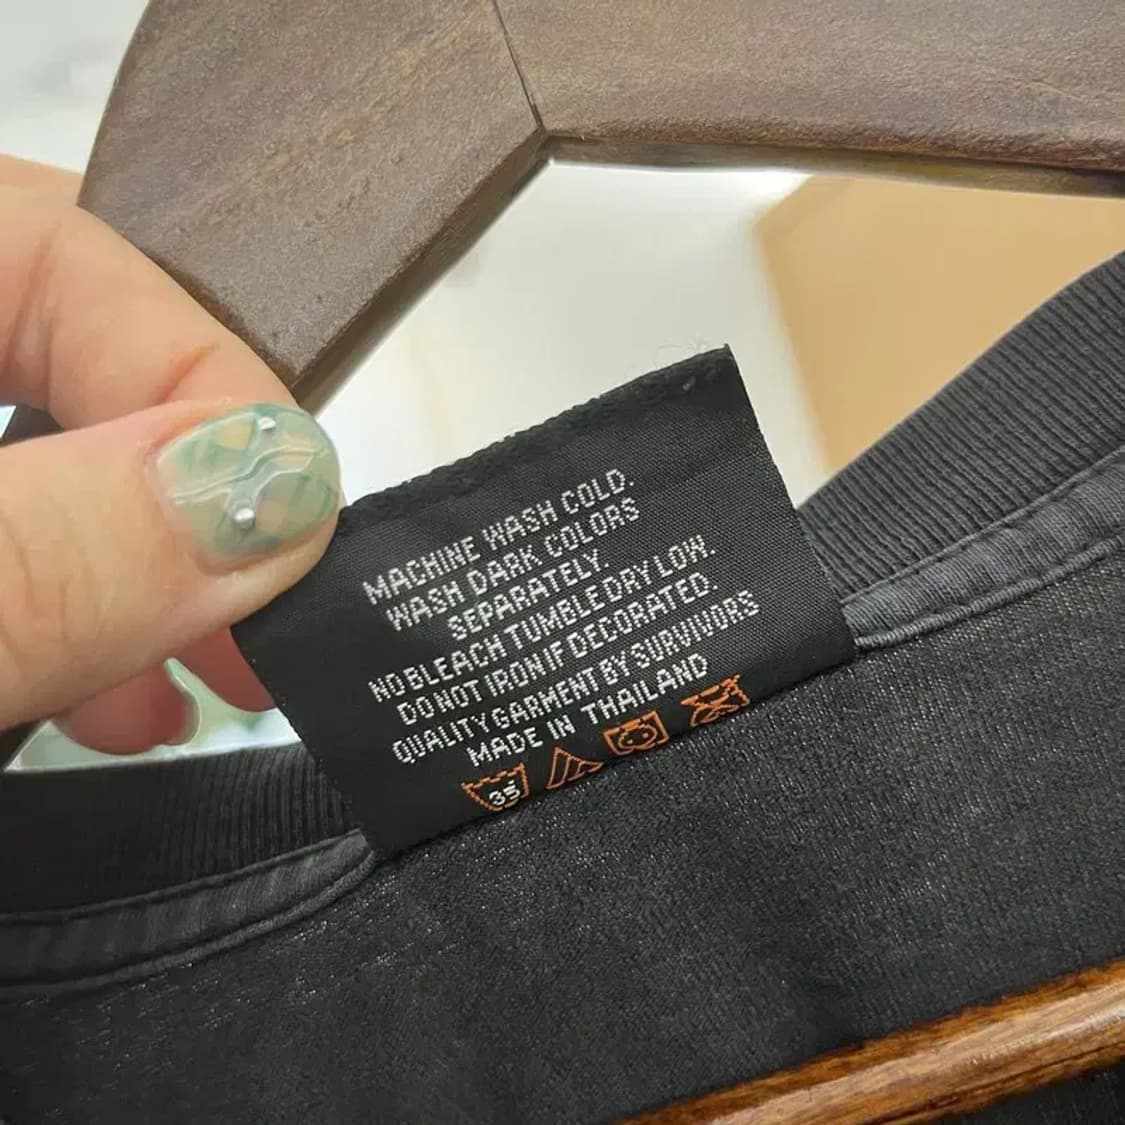 MACHINE WASH COLD.
WASH DARK COLORS
SEPARATELY.
NO BLEACH TUMBLE DRY LOW.
DO NOT IRON IF DECORATED.
QUALITY GARMENT BY SURVIVORS
MADE IN THAILAND
35